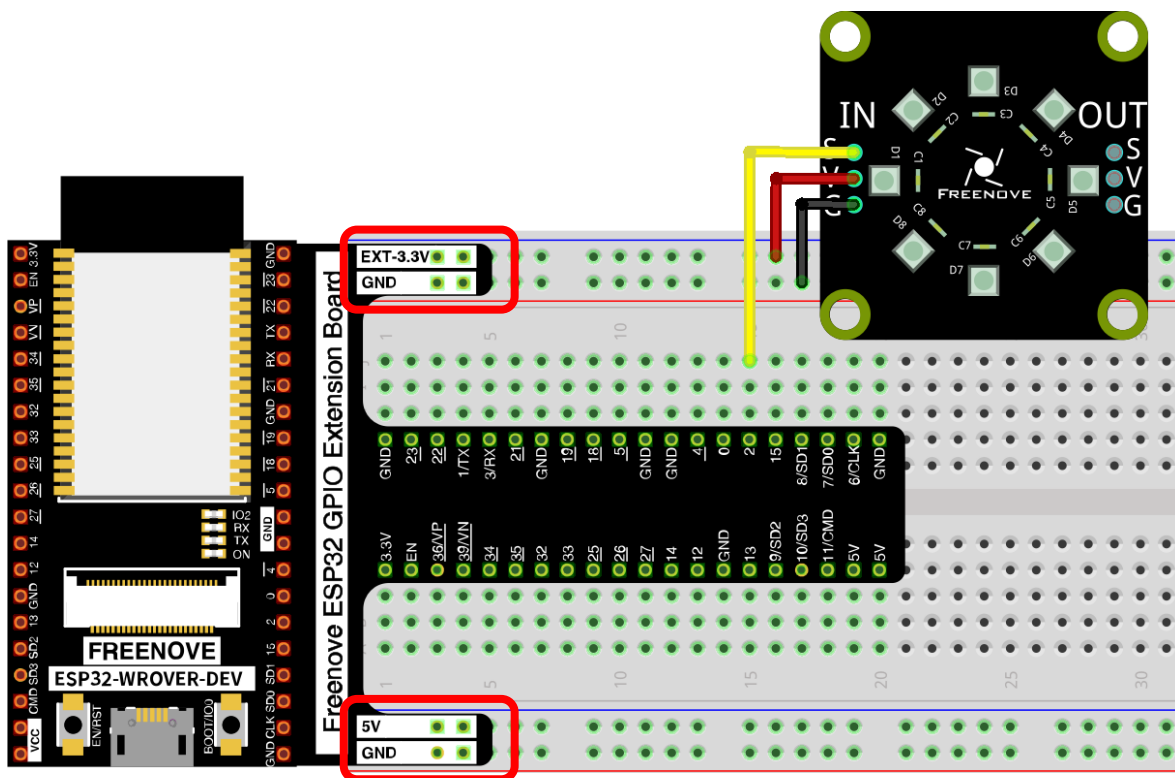 IN
OUT
S
V
G
S
V
G
D1
D2
D3
D4
D5
D6
D7
D8
C1
C2
C3
C4
C5
C6
C7
C8
FREENOVE
EXT-3.3V
GND
Freenove ESP32 GPIO Extension Board
1
5
10
GND
23
22
1/TX
3/RX
21
GND
19
18
5
GND
GND
4
0
2
15
8/SD1
7/SD0
6/CLK
GND
3.3V
EN
36/VP
39/VN
34
35
32
33
25
26
27
14
12
GND
13
9/SD2
10/SD3
11/CMD
5V
5V
1
5
10
15
20
25
30
5V
GND
3.3V
EN
VP
VN
34
35
32
33
25
26
27
14
12
GND
13
SD2
SD3
CMD
VCC
GND
23
22
TX
RX
21
GND
19
18
5
GND
4
0
2
15
SD1
SD0
CLK
GND
IO2
RX
TX
ON
FREENOVE
ESP32-WROVER-DEV
EN/RST
BOOT/IO0